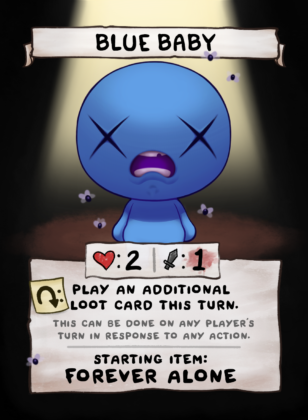 BLUE BABY
:2 :1
: PLAY AN ADDITIONAL
LOOT CARD THIS TURN.
THIS CAN BE DONE ON ANY PLAYER'S
TURN IN RESPONSE TO ANY ACTION.
STARTING ITEM:
FOREVER ALONE